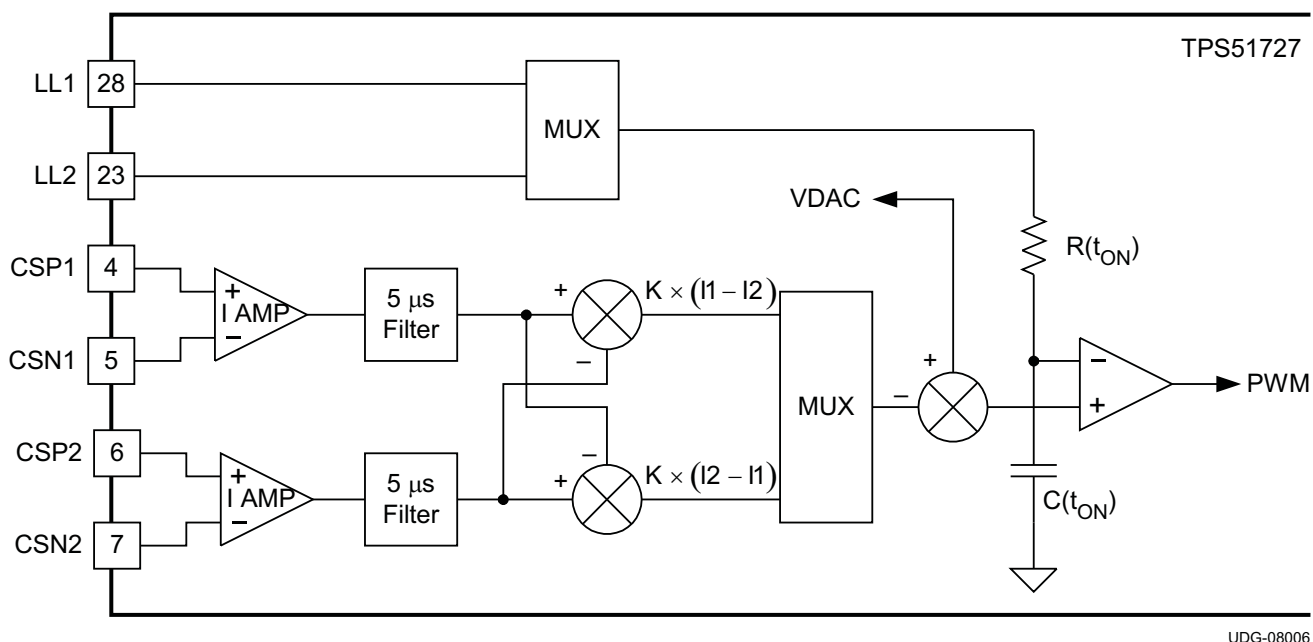 TPS51727
LL1 28
MUX
LL2 23
VDAC
R(tON)
CSP1 4
+
I AMP
−
CSN1 5
5 μs
Filter
+
−
K × (I1 − I2)
MUX
+
−
−
+
PWM
CSP2 6
+
I AMP
−
CSN2 7
5 μs
Filter
−
+
K × (I2 − I1)
C(tON)
UDG-08006